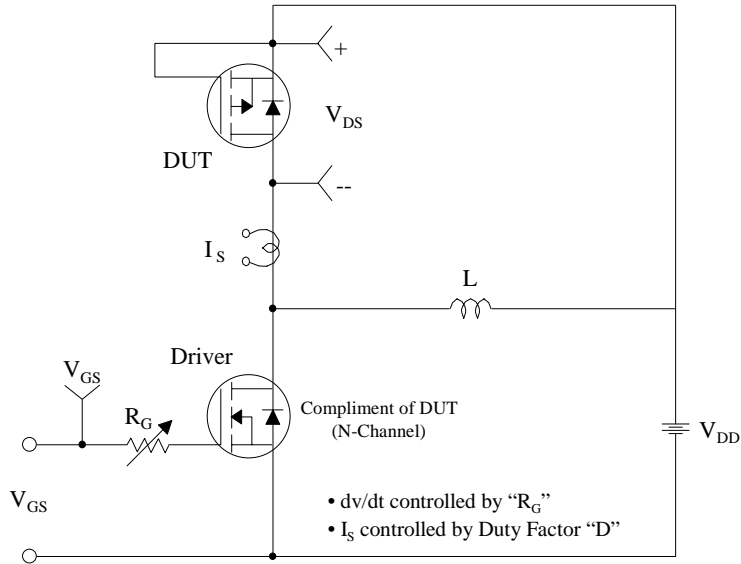 +
V_DS
DUT
--
I_S
L
Driver
V_GS
R_G
Compliment of DUT
(N-Channel)
V_DD
V_GS
• dv/dt controlled by “R_G”
• I_S controlled by Duty Factor “D”